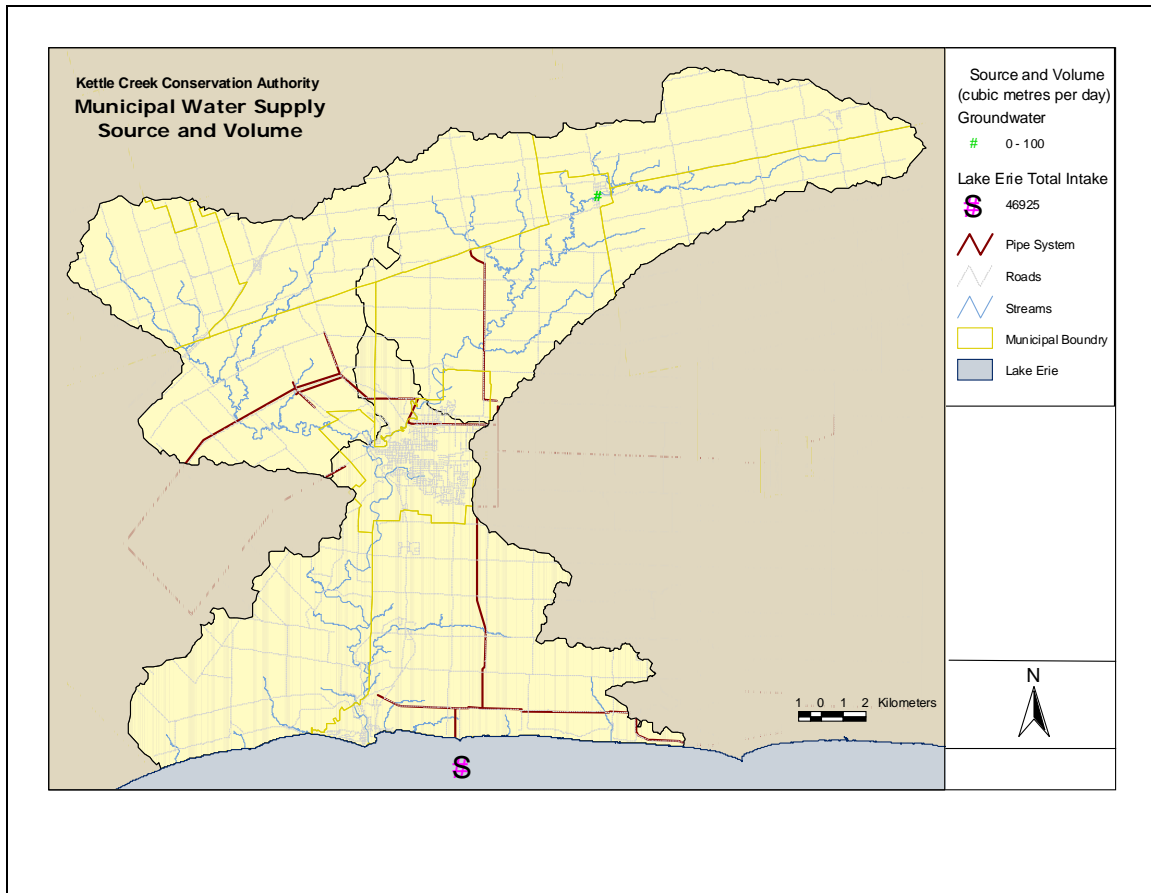 Kettle Creek Conservation Authority
Municipal Water Supply
Source and Volume
Source and Volume
(cubic metres per day)
Groundwater
# 0 - 100
Lake Erie Total Intake
S 46925
Pipe System
Roads
Streams
Municipal Boundry
Lake Erie
#
S
1 0 1 2 Kilometers
N